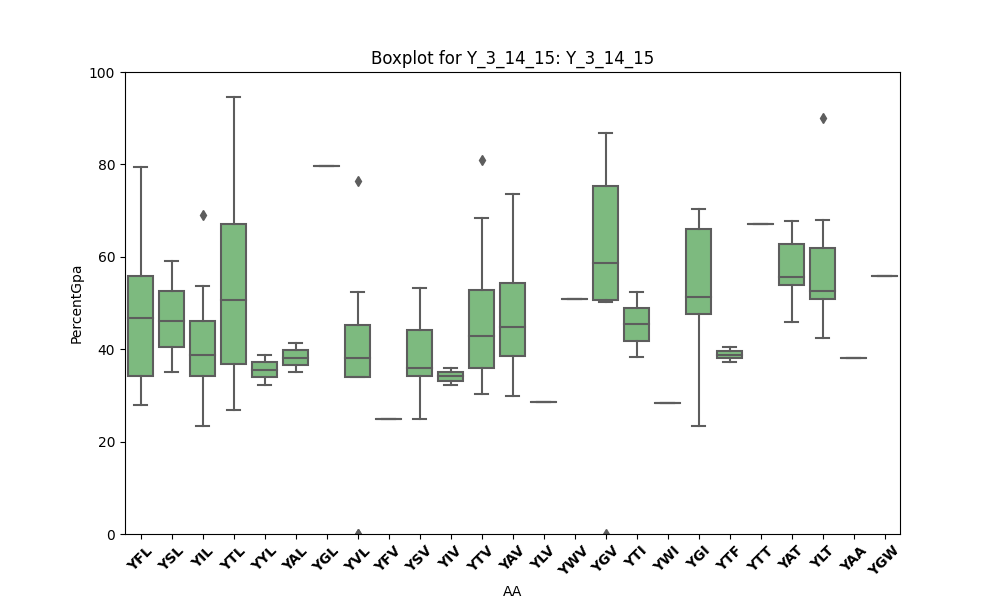 Boxplot for Y_3_14_15: Y_3_14_15
100
80
60
40
20
0
PercentGpa
YFL YSL YIL YTL YYL YAL YGL YVL YFV YSV YIV YTV YAV YLV YWV YGV YTI YWI YGI YTF YTT YAT YLT YAA YGW
AA